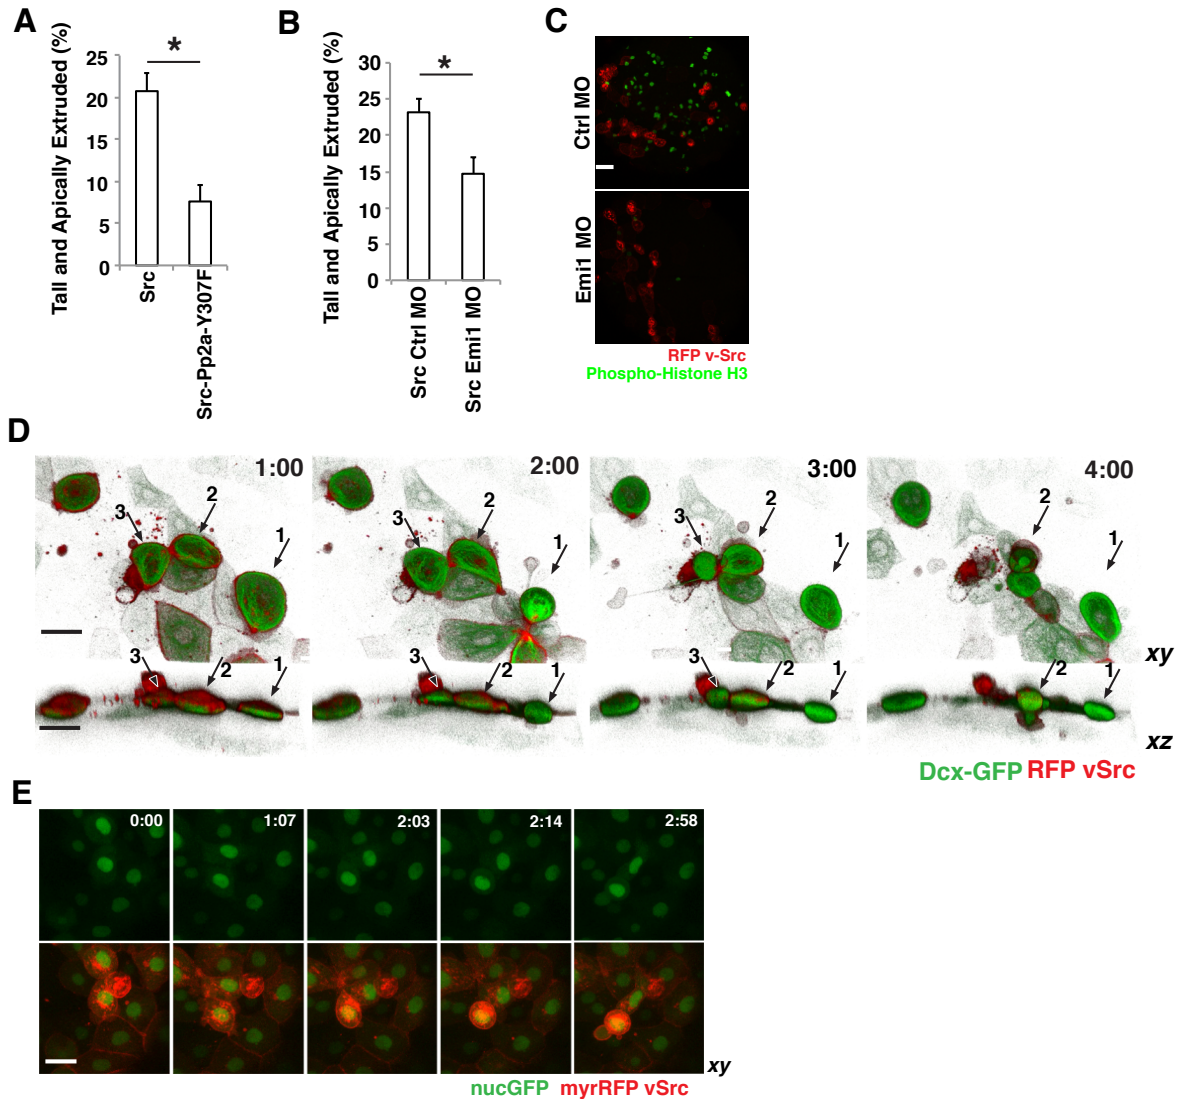 A
Tall and Apically Extruded (%)
25
20
15
10
5
0
*
Src
Src-Pp2a-Y307F
B
Tall and Apically Extruded (%)
30
25
20
15
10
5
0
*
Src Ctrl MO
Src Emi1 MO
C
Ctrl MO
Emi1 MO
RFP v-Src
Phospho-Histone H3
D
1:00
3
2
1
3
2
1
2:00
3
2
1
3
2
1
3:00
3
2
1
3
2
1
4:00
2
1
2
1
xy
xz
Dcx-GFP RFP vSrc
E
0:00
1:07
2:03
2:14
2:58
xy
nucGFP myrRFP vSrc